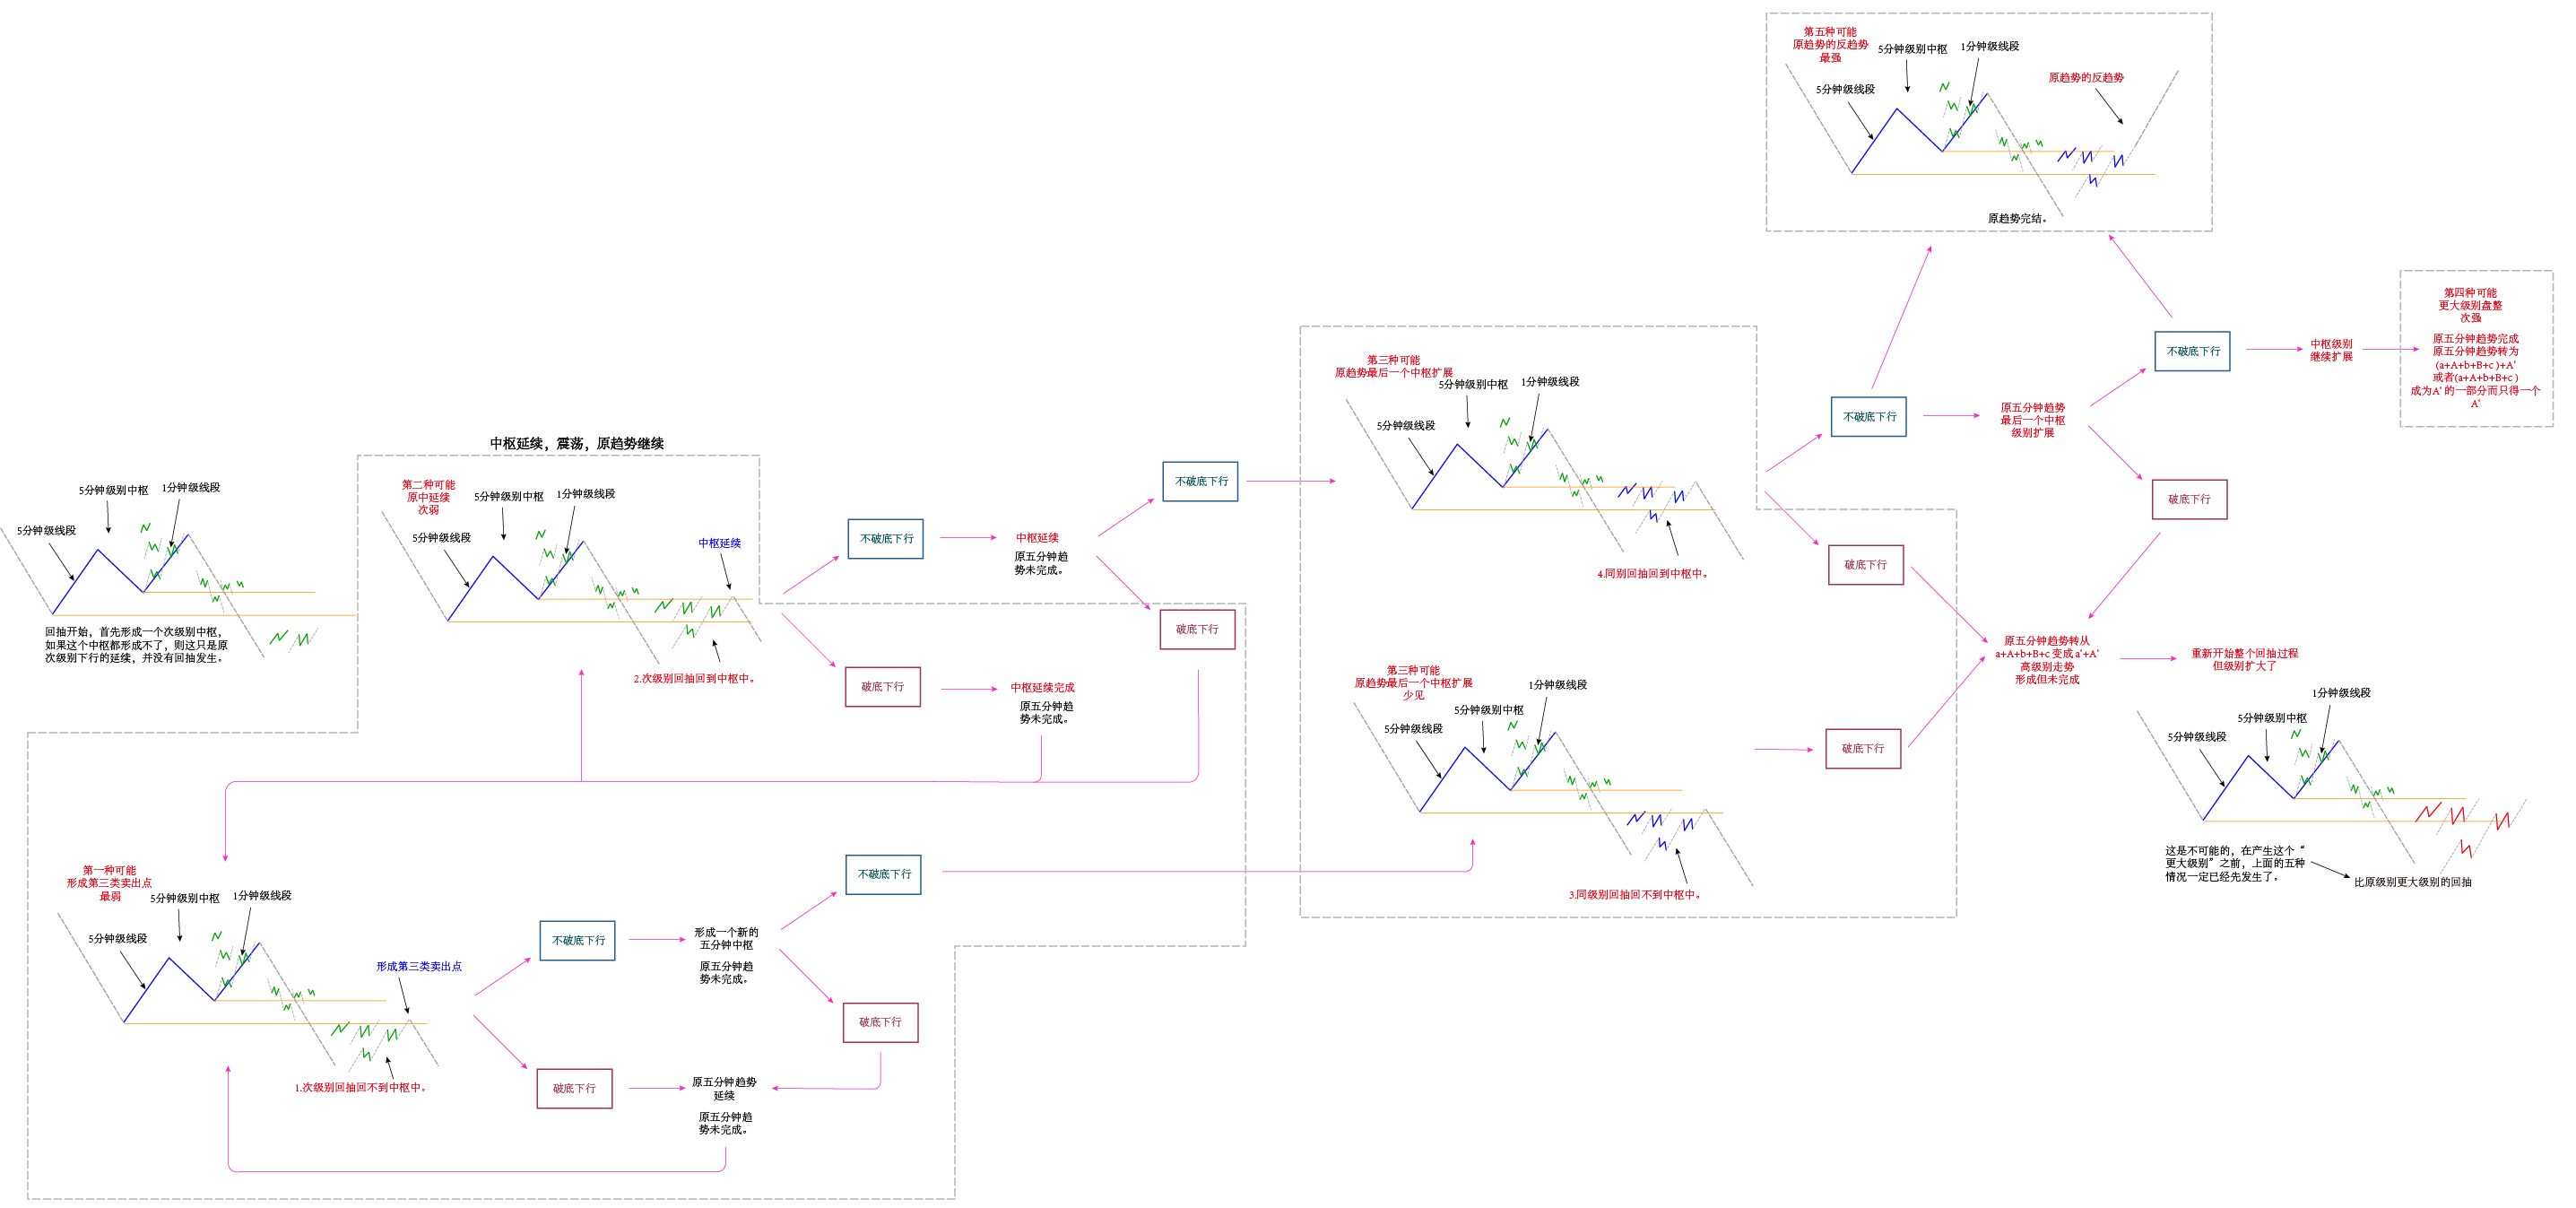 第五种可能
原趋势的反趋势
最强
5分钟级别中枢
1分钟级线段
5分钟级线段
原趋势的反趋势
原趋势完结。
第四种可能
更大级别盘整
次强
原五分钟趋势完成
原五分钟趋势转为
(a+A+b+B+c )+A'
或者(a+A+b+B+c )
成为A' 的一部分而只得一个
A'
不破底下行
中枢级别
继续扩展
不破底下行
原五分钟趋势
最后一个中枢
级别扩展
破底下行
第三种可能
原趋势最后一个中枢扩展
5分钟级别中枢
1分钟级线段
5分钟级线段
4.同别回抽回到中枢中。
破底下行
中枢延续，震荡，原趋势继续
5分钟级别中枢
1分钟级线段
5分钟级线段
回抽开始，首先形成一个次级别中枢，
如果这个中枢都形成不了，则这只是原
次级别下行的延续，并没有回抽发生。
第二种可能
原中延续
次弱
5分钟级别中枢
1分钟级线段
5分钟级线段
中枢延续
2.次级别回抽回到中枢中。
不破底下行
中枢延续
原五分钟趋
势未完成。
不破底下行
破底下行
破底下行
中枢延续完成
原五分钟趋
势未完成。
第三种可能
原趋势最后一个中枢扩展
少见
5分钟级别中枢
1分钟级线段
5分钟级线段
3.同级别回抽回不到中枢中。
破底下行
原五分钟趋势转从
a+A+b+B+c 变成 a'+A'
高级别走势
形成但未完成
重新开始整个回抽过程
但级别扩大了
1分钟级线段
5分钟级别中枢
5分钟级线段
这是不可能的，在产生这个“
更大级别”之前，上面的五种
情况一定已经先发生了。
比原级别更大级别的回抽
第一种可能
形成第三类卖出点
最弱
5分钟级别中枢
1分钟级线段
5分钟级线段
形成第三类卖出点
1.次级别回抽回不到中枢中。
不破底下行
形成一个新的
五分钟中枢
原五分钟趋
势未完成。
不破底下行
破底下行
破底下行
原五分钟趋势
延续
原五分钟趋
势未完成。